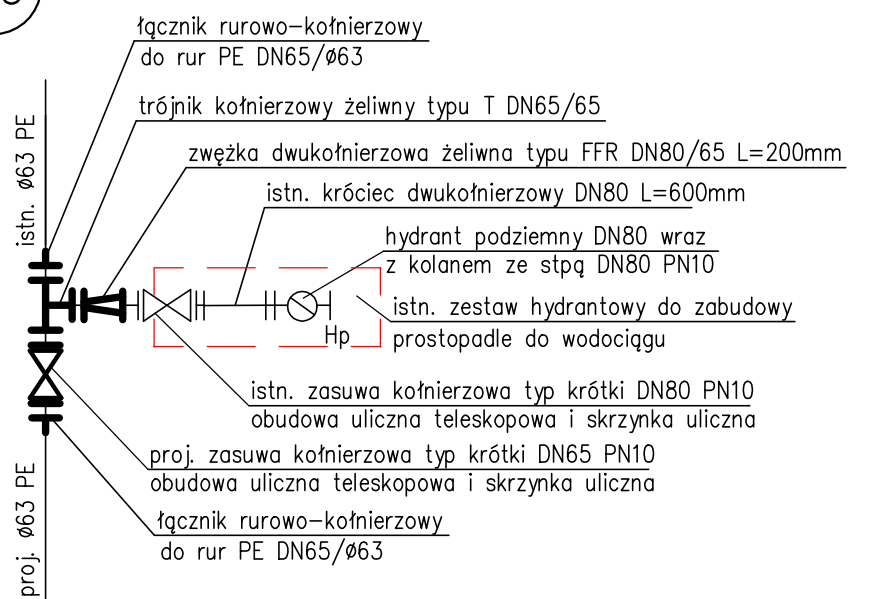 łącznik rurowo-kołnierzowy
do rur PE DN65/ø63
trójnik kołnierzowy żeliwny typu T DN65/65
zwężka dwukołnierzowa żeliwna typu FFR DN80/65 L=200mm
istn. króciec dwukołnierzowy DN80 L=600mm
hydrant podziemny DN80 wraz
z kolanem ze stpą DN80 PN10
istn. zestaw hydrantowy do zabudowy
prostopadle do wodociągu
Hp
istn. zasuwa kołnierzowa typ krótki DN80 PN10
obudowa uliczna teleskopowa i skrzynka uliczna
proj. zasuwa kołnierzowa typ krótki DN65 PN10
obudowa uliczna teleskopowa i skrzynka uliczna
łącznik rurowo-kołnierzowy
do rur PE DN65/ø63
istn. ø63 PE
proj. ø63 PE